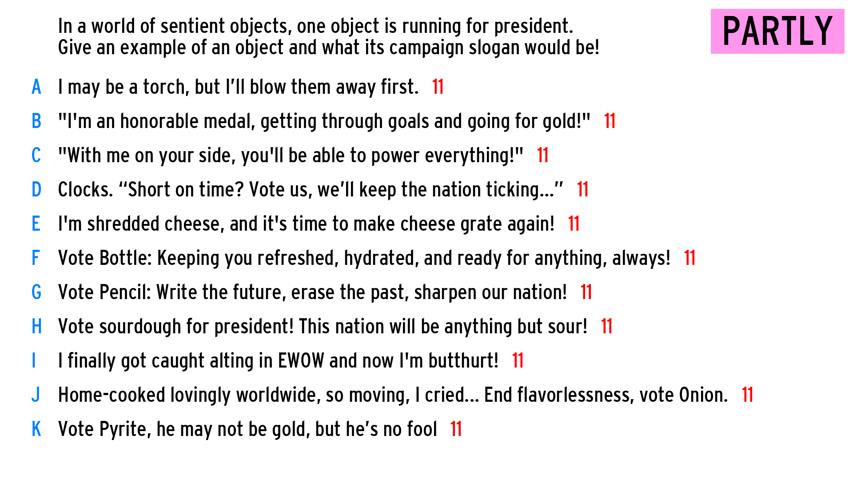 In a world of sentient objects, one object is running for president.
Give an example of an object and what its campaign slogan would be!
PARTLY
A I may be a torch, but I’ll blow them away first. 11
B "I'm an honorable medal, getting through goals and going for gold!" 11
C "With me on your side, you'll be able to power everything!" 11
D Clocks. “Short on time? Vote us, we’ll keep the nation ticking...” 11
E I'm shredded cheese, and it's time to make cheese grate again! 11
F Vote Bottle: Keeping you refreshed, hydrated, and ready for anything, always! 11
G Vote Pencil: Write the future, erase the past, sharpen our nation! 11
H Vote sourdough for president! This nation will be anything but sour! 11
I I finally got caught alting in EWOW and now I'm butthurt! 11
J Home-cooked lovingly worldwide, so moving, I cried... End flavorlessness, vote Onion. 11
K Vote Pyrite, he may not be gold, but he’s no fool 11